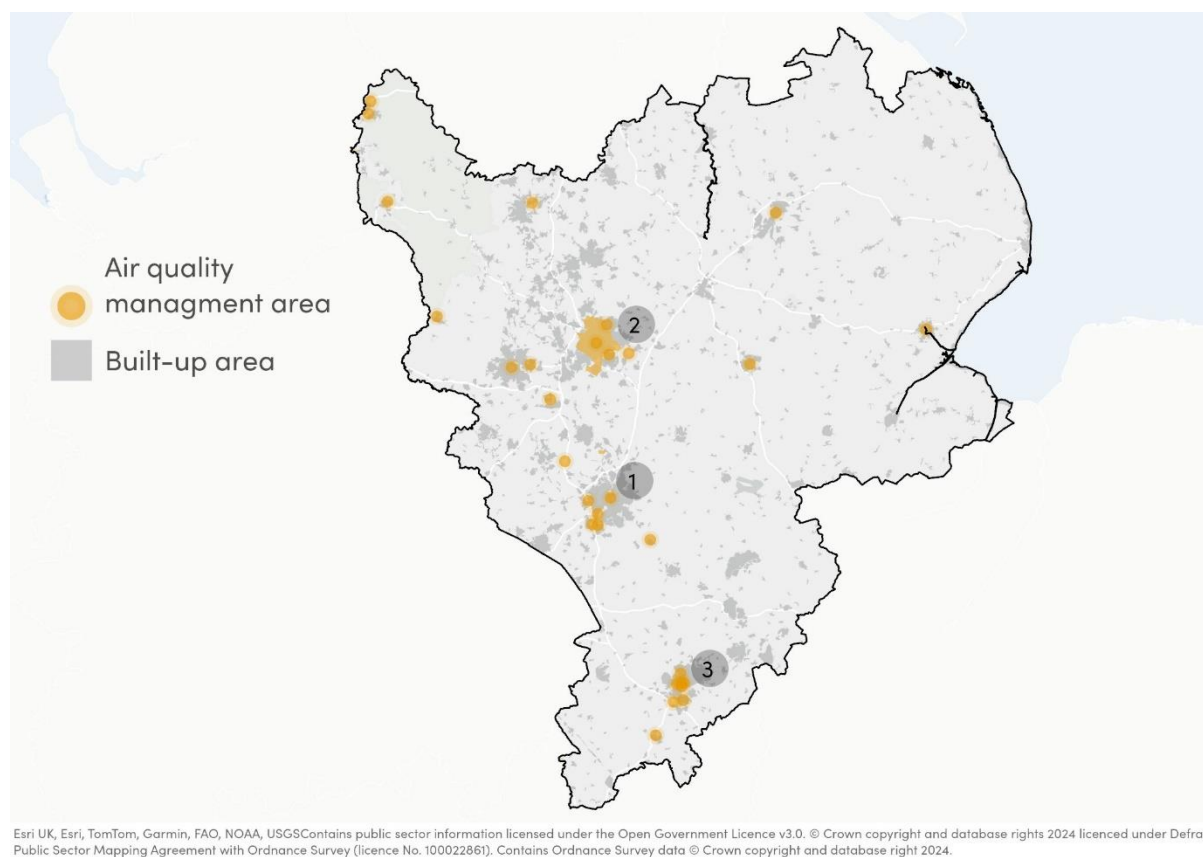 Air quality
managment area
Built-up area
2
1
3
Esri UK, Esri, TomTom, Garmin, FAO, NOAA, USGSContains public sector information licensed under the Open Government Licence v3.0. © Crown copyright and database rights 2024 licenced under Defra
Public Sector Mapping Agreement with Ordnance Survey (licence No. 100022861). Contains Ordnance Survey data © Crown copyright and database right 2024.